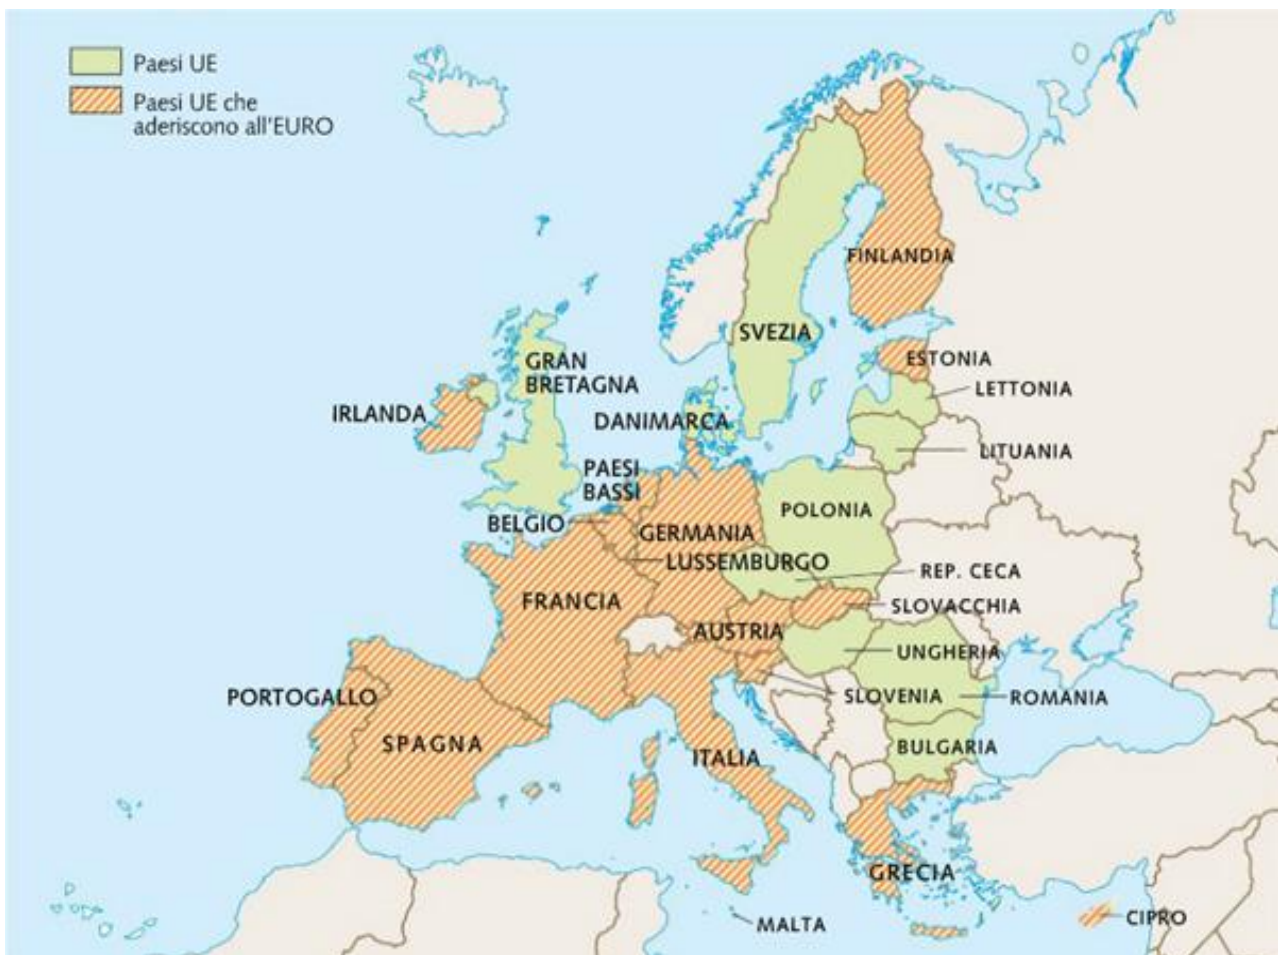 Paesi UE
Paesi UE che
aderiscono all'EURO
FINLANDIA
SVEZIA
ESTONIA
GRAN
BRETAGNA
LETTONIA
IRLANDA
DANIMARCA
LITUANIA
PAESI
BASSI
POLONIA
BELGIO
GERMANIA
LUSSEMBURGO
REP. CECA
FRANCIA
SLOVACCHIA
AUSTRIA
UNGHERIA
PORTOGALLO
SLOVENIA
ROMANIA
SPAGNA
BULGARIA
ITALIA
GRECIA
CIPRO
MALTA